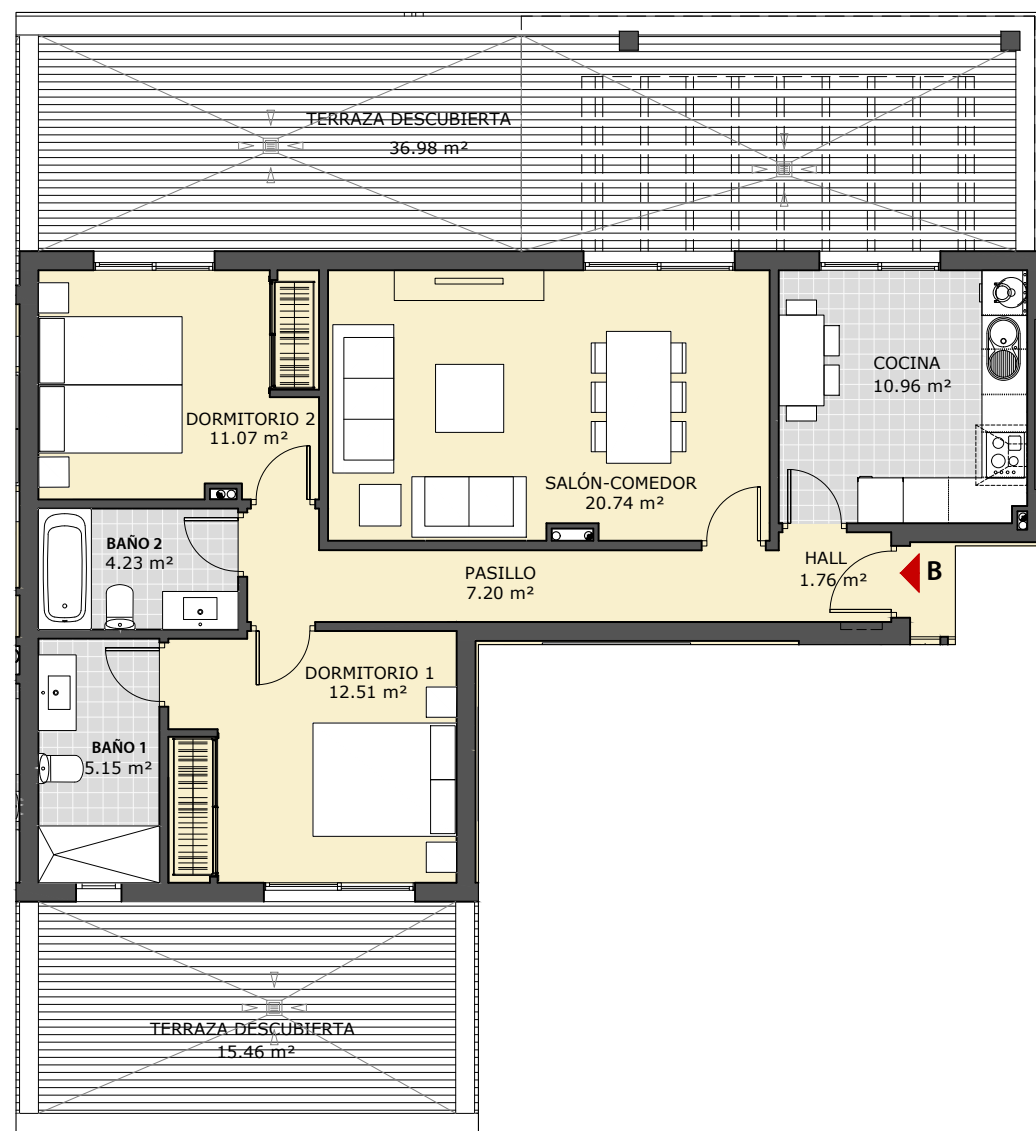 TERRAZA DESCUBIERTA
36.98 m²
COCINA
10.96 m²
DORMITORIO 2
11.07 m²
SALÓN-COMEDOR
20.74 m²
BAÑO 2
4.23 m²
PASILLO
7.20 m²
HALL
1.76 m²
B
DORMITORIO 1
12.51 m²
BAÑO 1
5.15 m²
TERRAZA DESCUBIERTA
15.46 m²